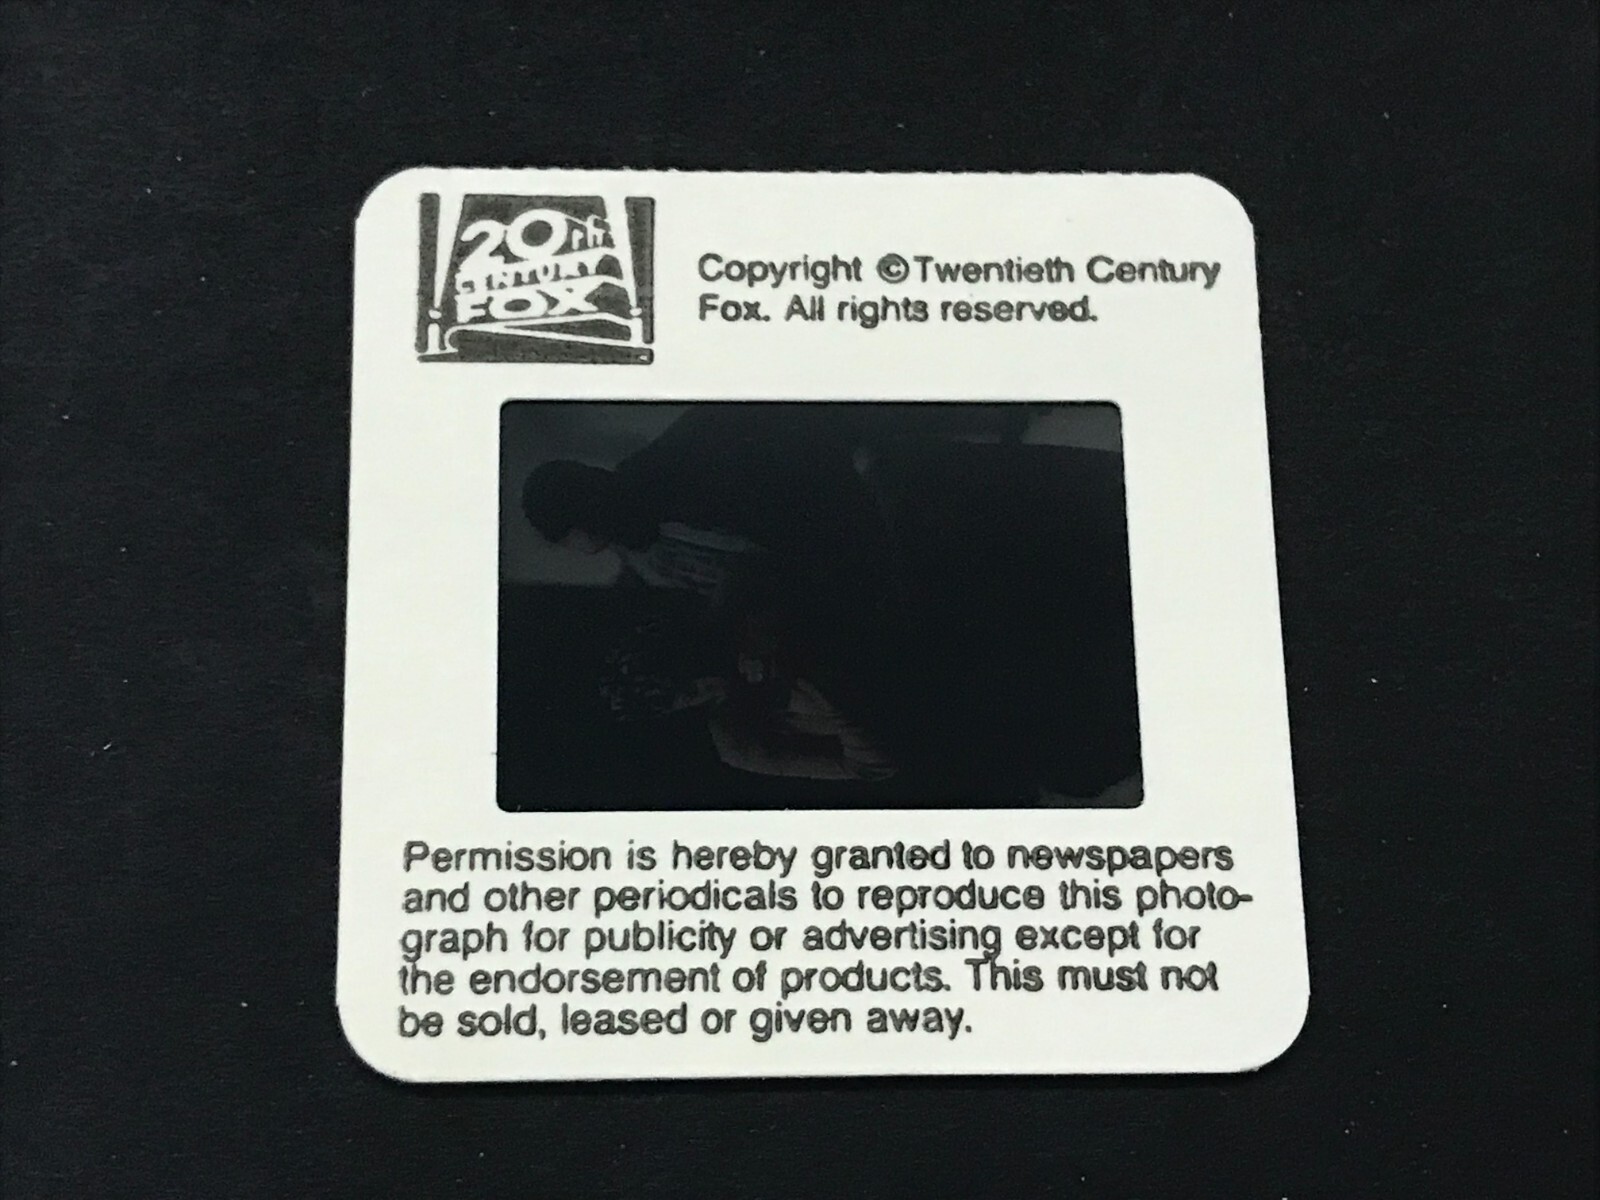 20TH
CENTURY
FOX
Copyright ©Twentieth Century
Fox. All rights reserved.
Permission is hereby granted to newspapers
and other periodicals to reproduce this photo-
graph for publicity or advertising except for
the endorsement of products. This must not
be sold, leased or given away.